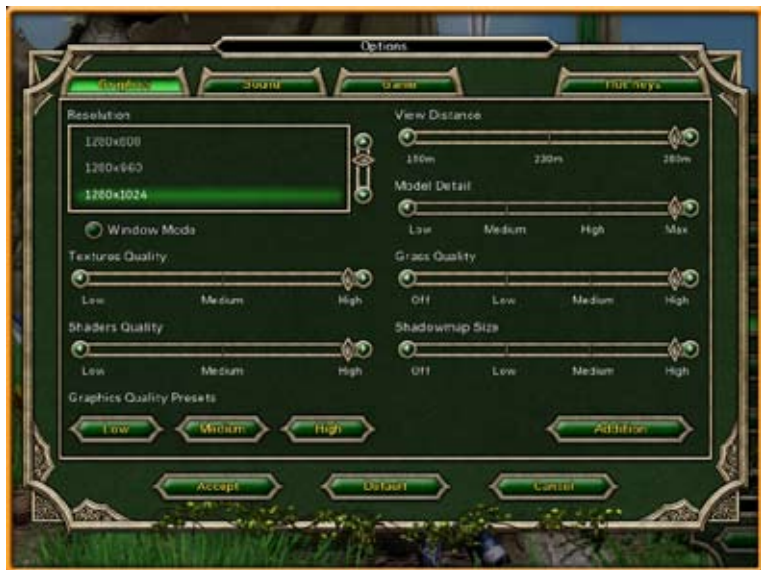 Options
Graphics Sound Game Hot Keys
Resolution
1280x800
1280x960
1280x1024
Window Mode
Textures Quality
Low Medium High
Shaders Quality
Low Medium High
Graphics Quality Presets
Low Medium High
View Distance
180m 230m 280m
Model Detail
Low Medium High Max
Grass Quality
Off Low Medium High
Shadowmap Size
Off Low Medium High
Addition
Accept Default Cancel